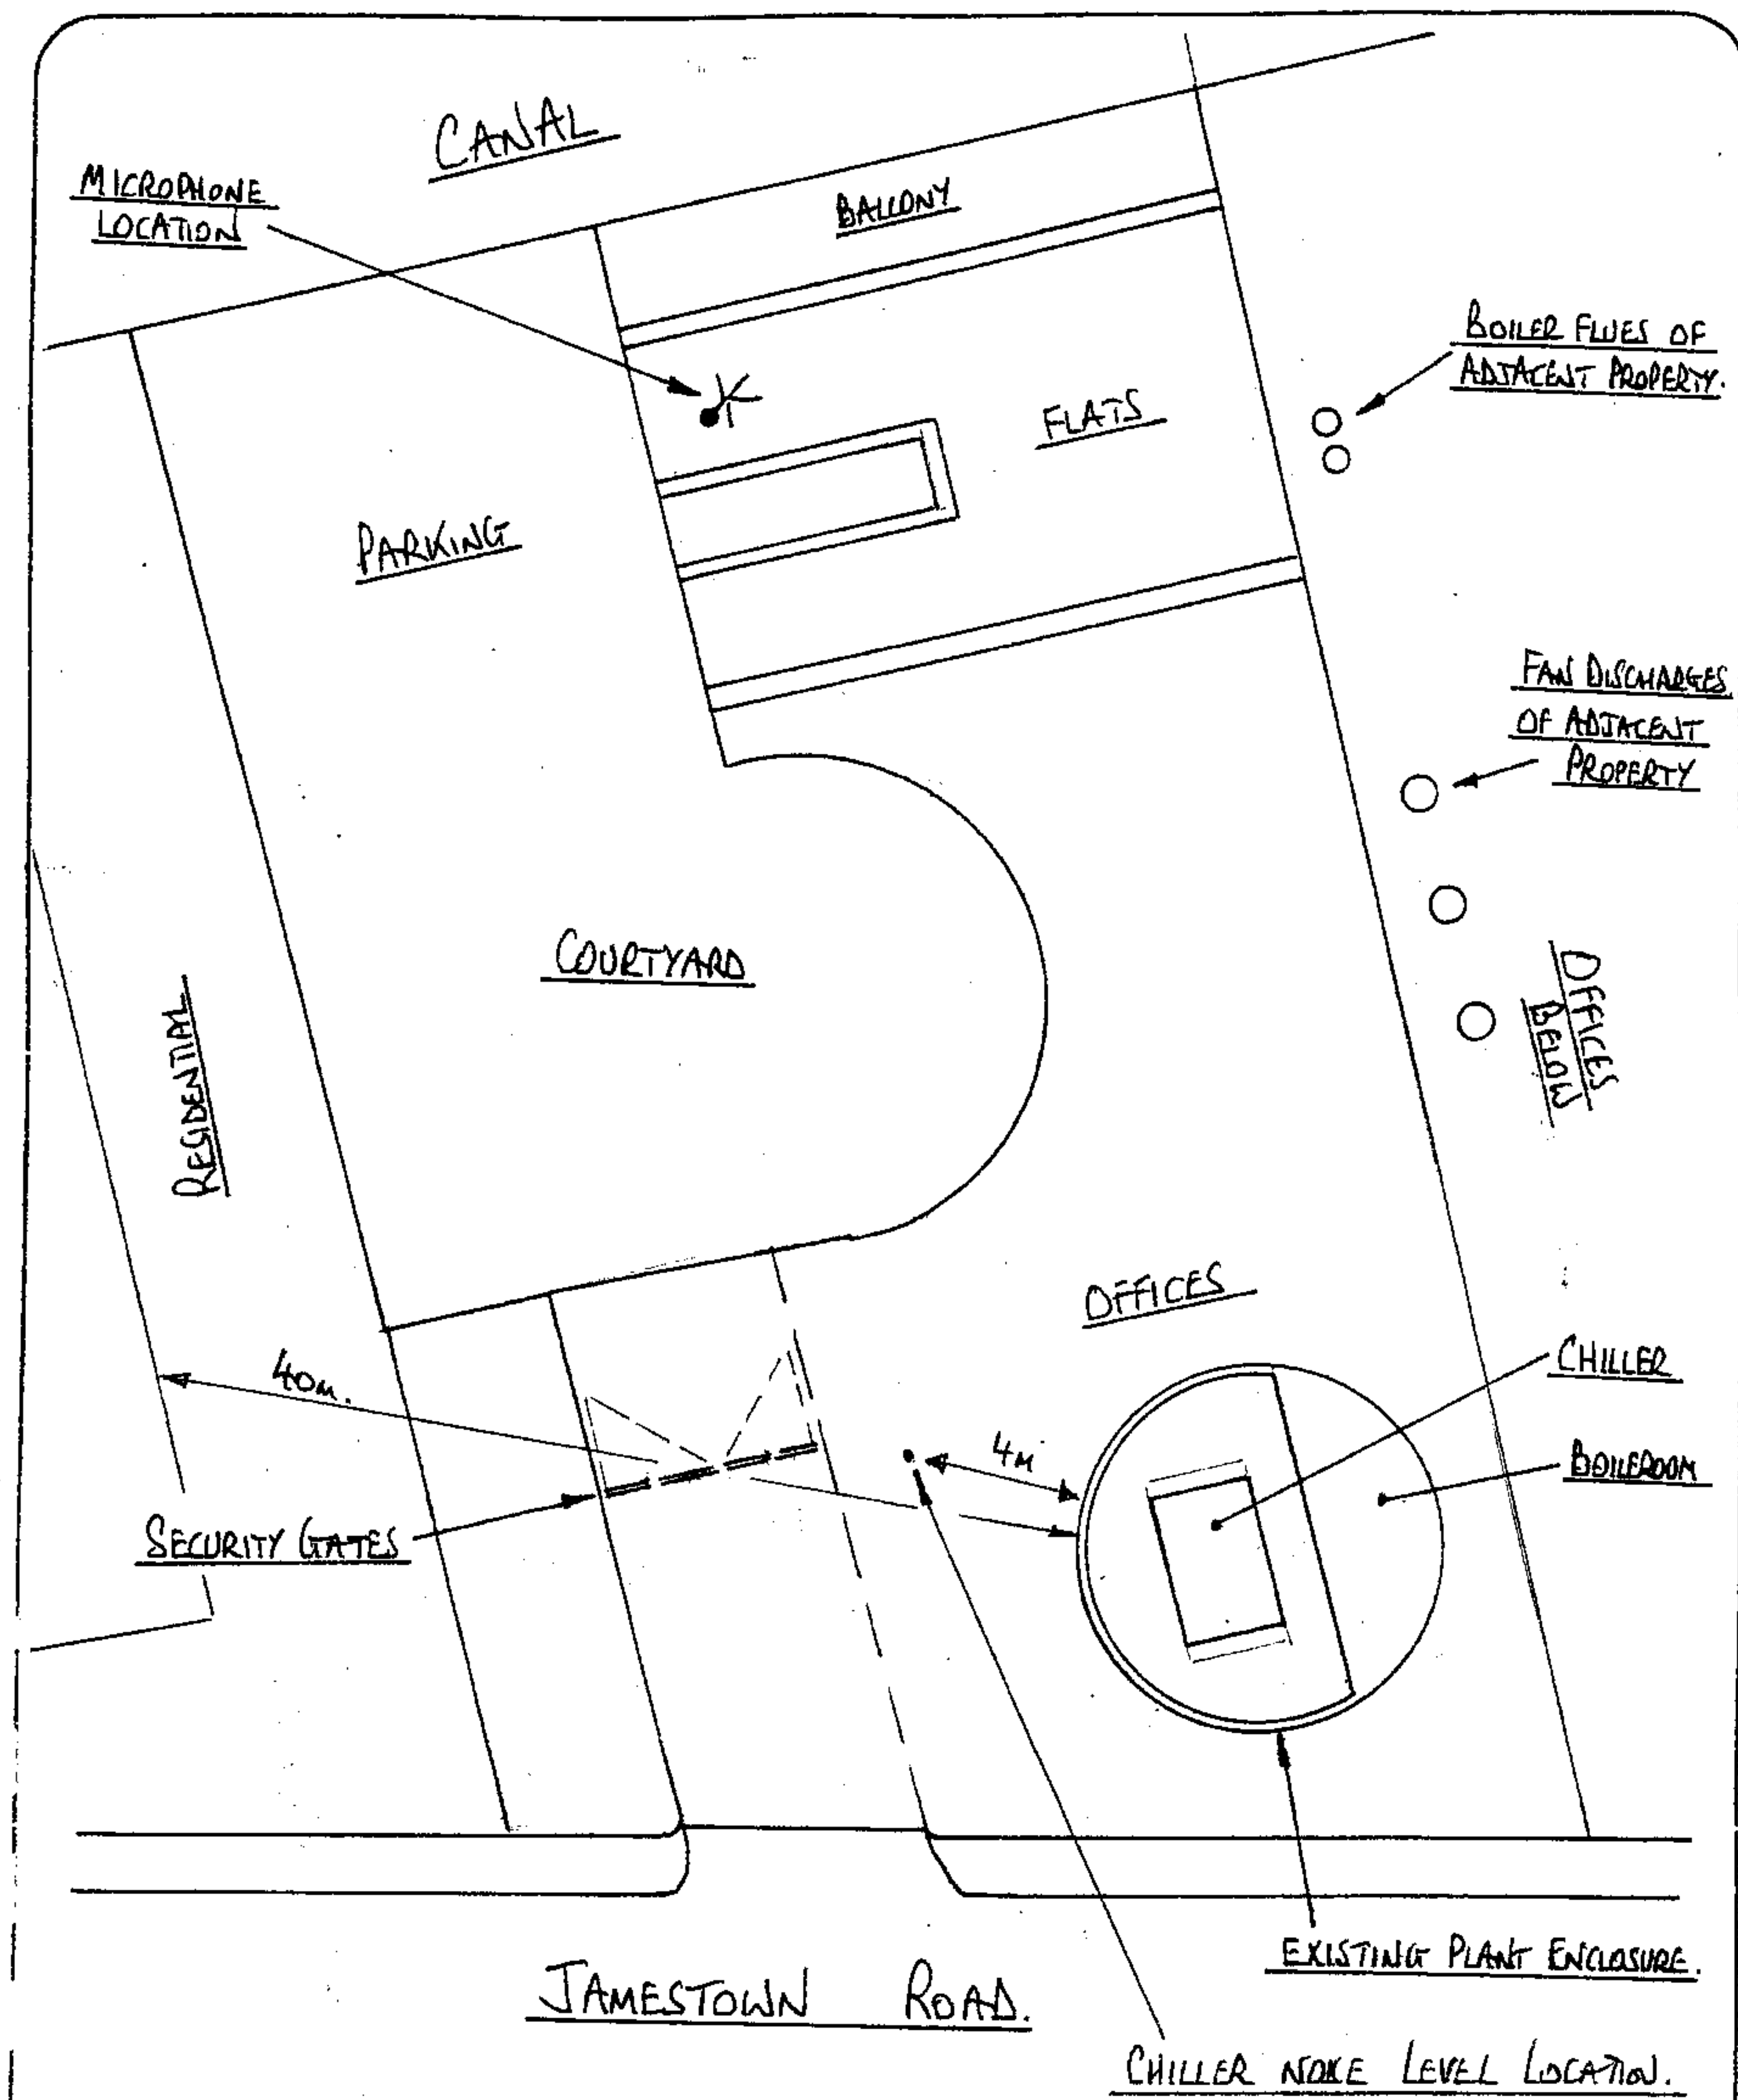 CANAL
MICROPHONE
LOCATION
BALLONY
BOILER FLUES OF
ADJACENT PROPERTY.
FLATS
PARKING
FAN DISCHARGES
OF ADJACENT
PROPERTY
COURTYARD
OFFICES
BELOW
RESIDENTIAL
OFFICES
CHILLER
40m.
4m
BOILEROOM
SECURITY GATES
EXISTING PLANT ENCLOSURE.
JAMESTOWN ROAD.
CHILLER NOISE LEVEL LOCATION.